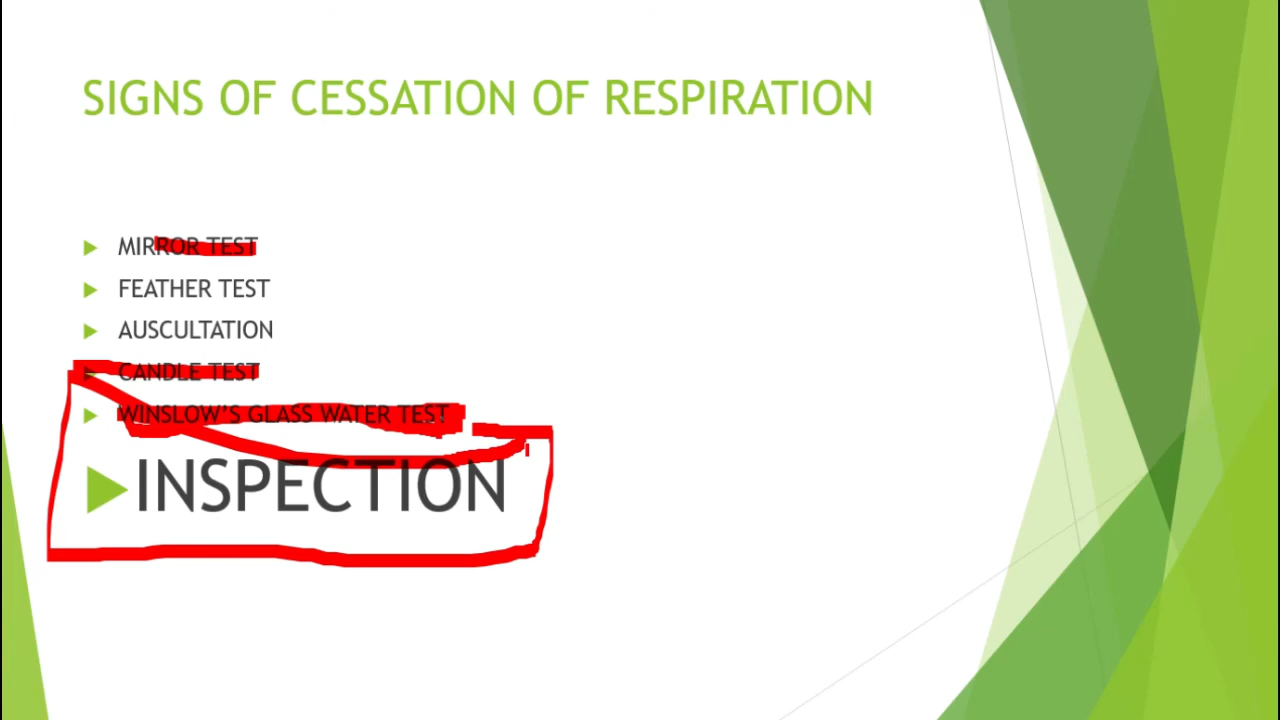 SIGNS OF CESSATION OF RESPIRATION
MIRROR TEST
FEATHER TEST
AUSCULTATION
CANDLE TEST
WINSLOW'S GLASS WATER TEST
INSPECTION